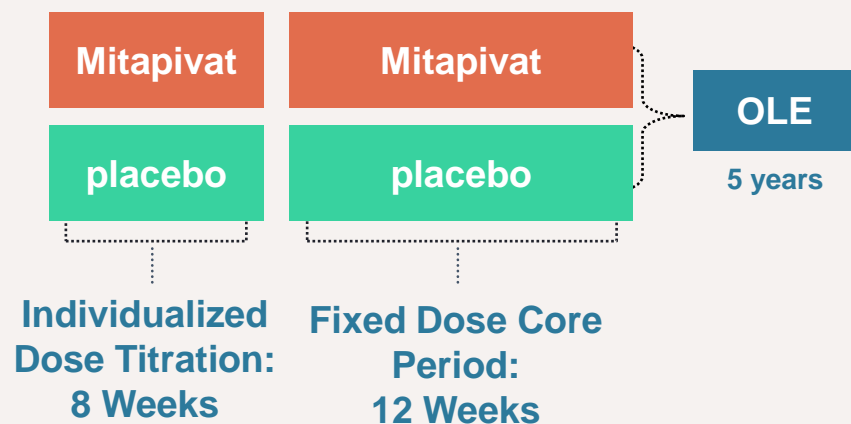 Mitapivat
Mitapivat
OLE
placebo
placebo
5 years
Individualized
Dose Titration:
8 Weeks
Fixed Dose Core
Period:
12 Weeks